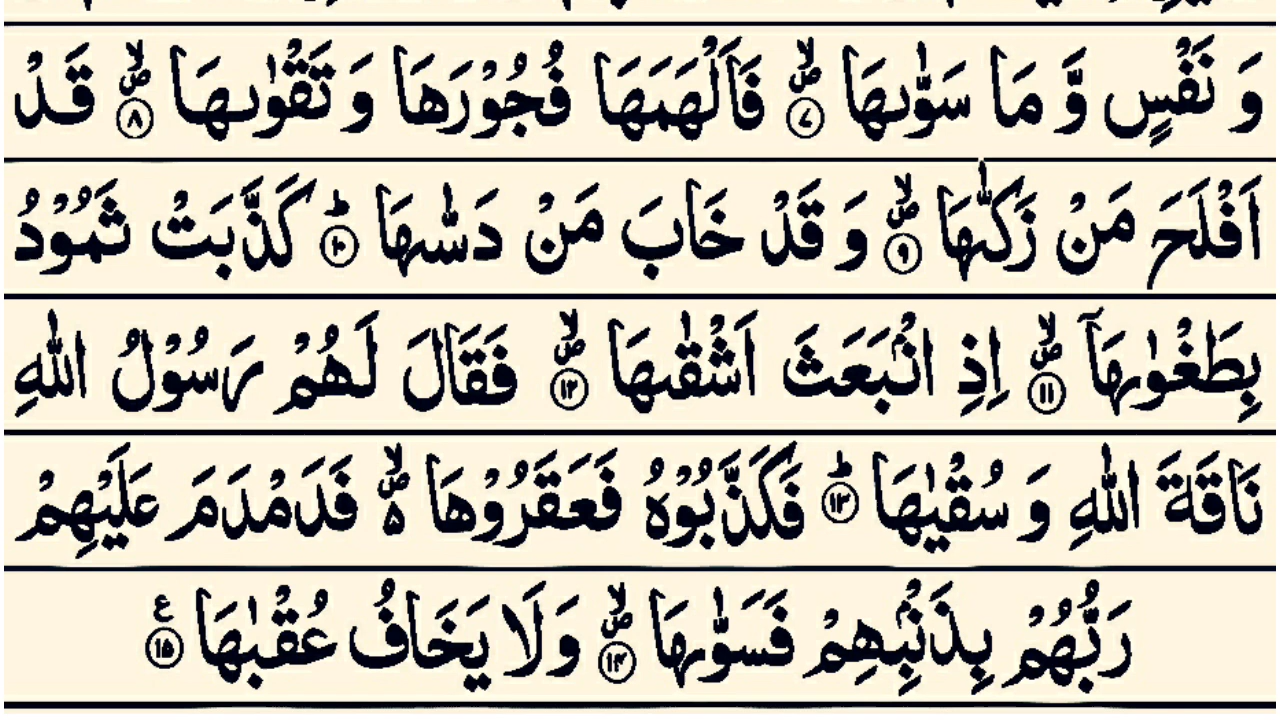 وَ نَفْسٍ وَّ مَا سَوّٰىهَا ۪ۙ﴿۷﴾ فَاَلْهَمَهَا فُجُوْرَهَا وَ تَقْوٰىهَا ۪ۙ﴿۸﴾ قَدْ
اَفْلَحَ مَنْ زَكّٰىهَا ۪ۙ﴿۹﴾ وَ قَدْ خَابَ مَنْ دَسّٰىهَا ؕ﴿۱۰﴾ كَذَّبَتْ ثَمُوْدُ
بِطَغْوٰىهَاۤ ۪ۙ﴿۱۱﴾ اِذِ انْۢبَعَثَ اَشْقٰىهَا ۪ۙ﴿۱۲﴾ فَقَالَ لَهُمْ رَسُوْلُ اللّٰهِ
نَاقَةَ اللّٰهِ وَ سُقْیٰهَا ؕ﴿۱۳﴾ فَكَذَّبُوْهُ فَعَقَرُوْهَا ۪ۙ۵ فَدَمْدَمَ عَلَیْهِمْ
رَبُّهُمْ بِذَنْۢبِهِمْ فَسَوّٰىهَا ۪ۙ﴿۱۴﴾ وَلَا یَخَافُ عُقْبٰهَا ﴿۱۵﴾ ع